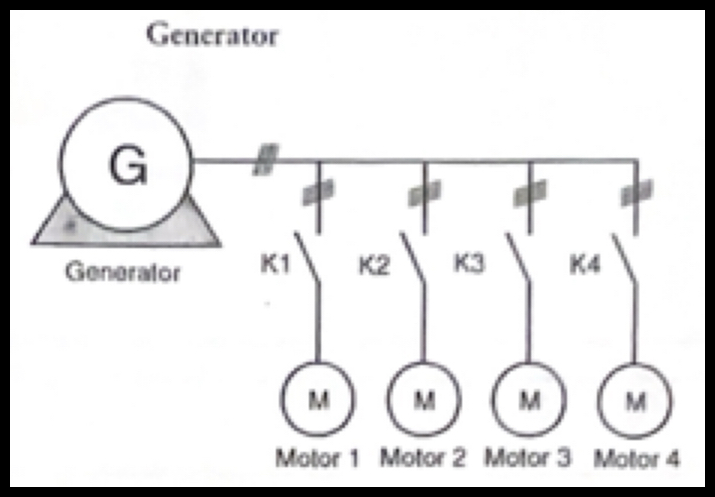 Generator
G
Generator
K1 K2 K3 K4
M M M M
Motor 1 Motor 2 Motor 3 Motor 4